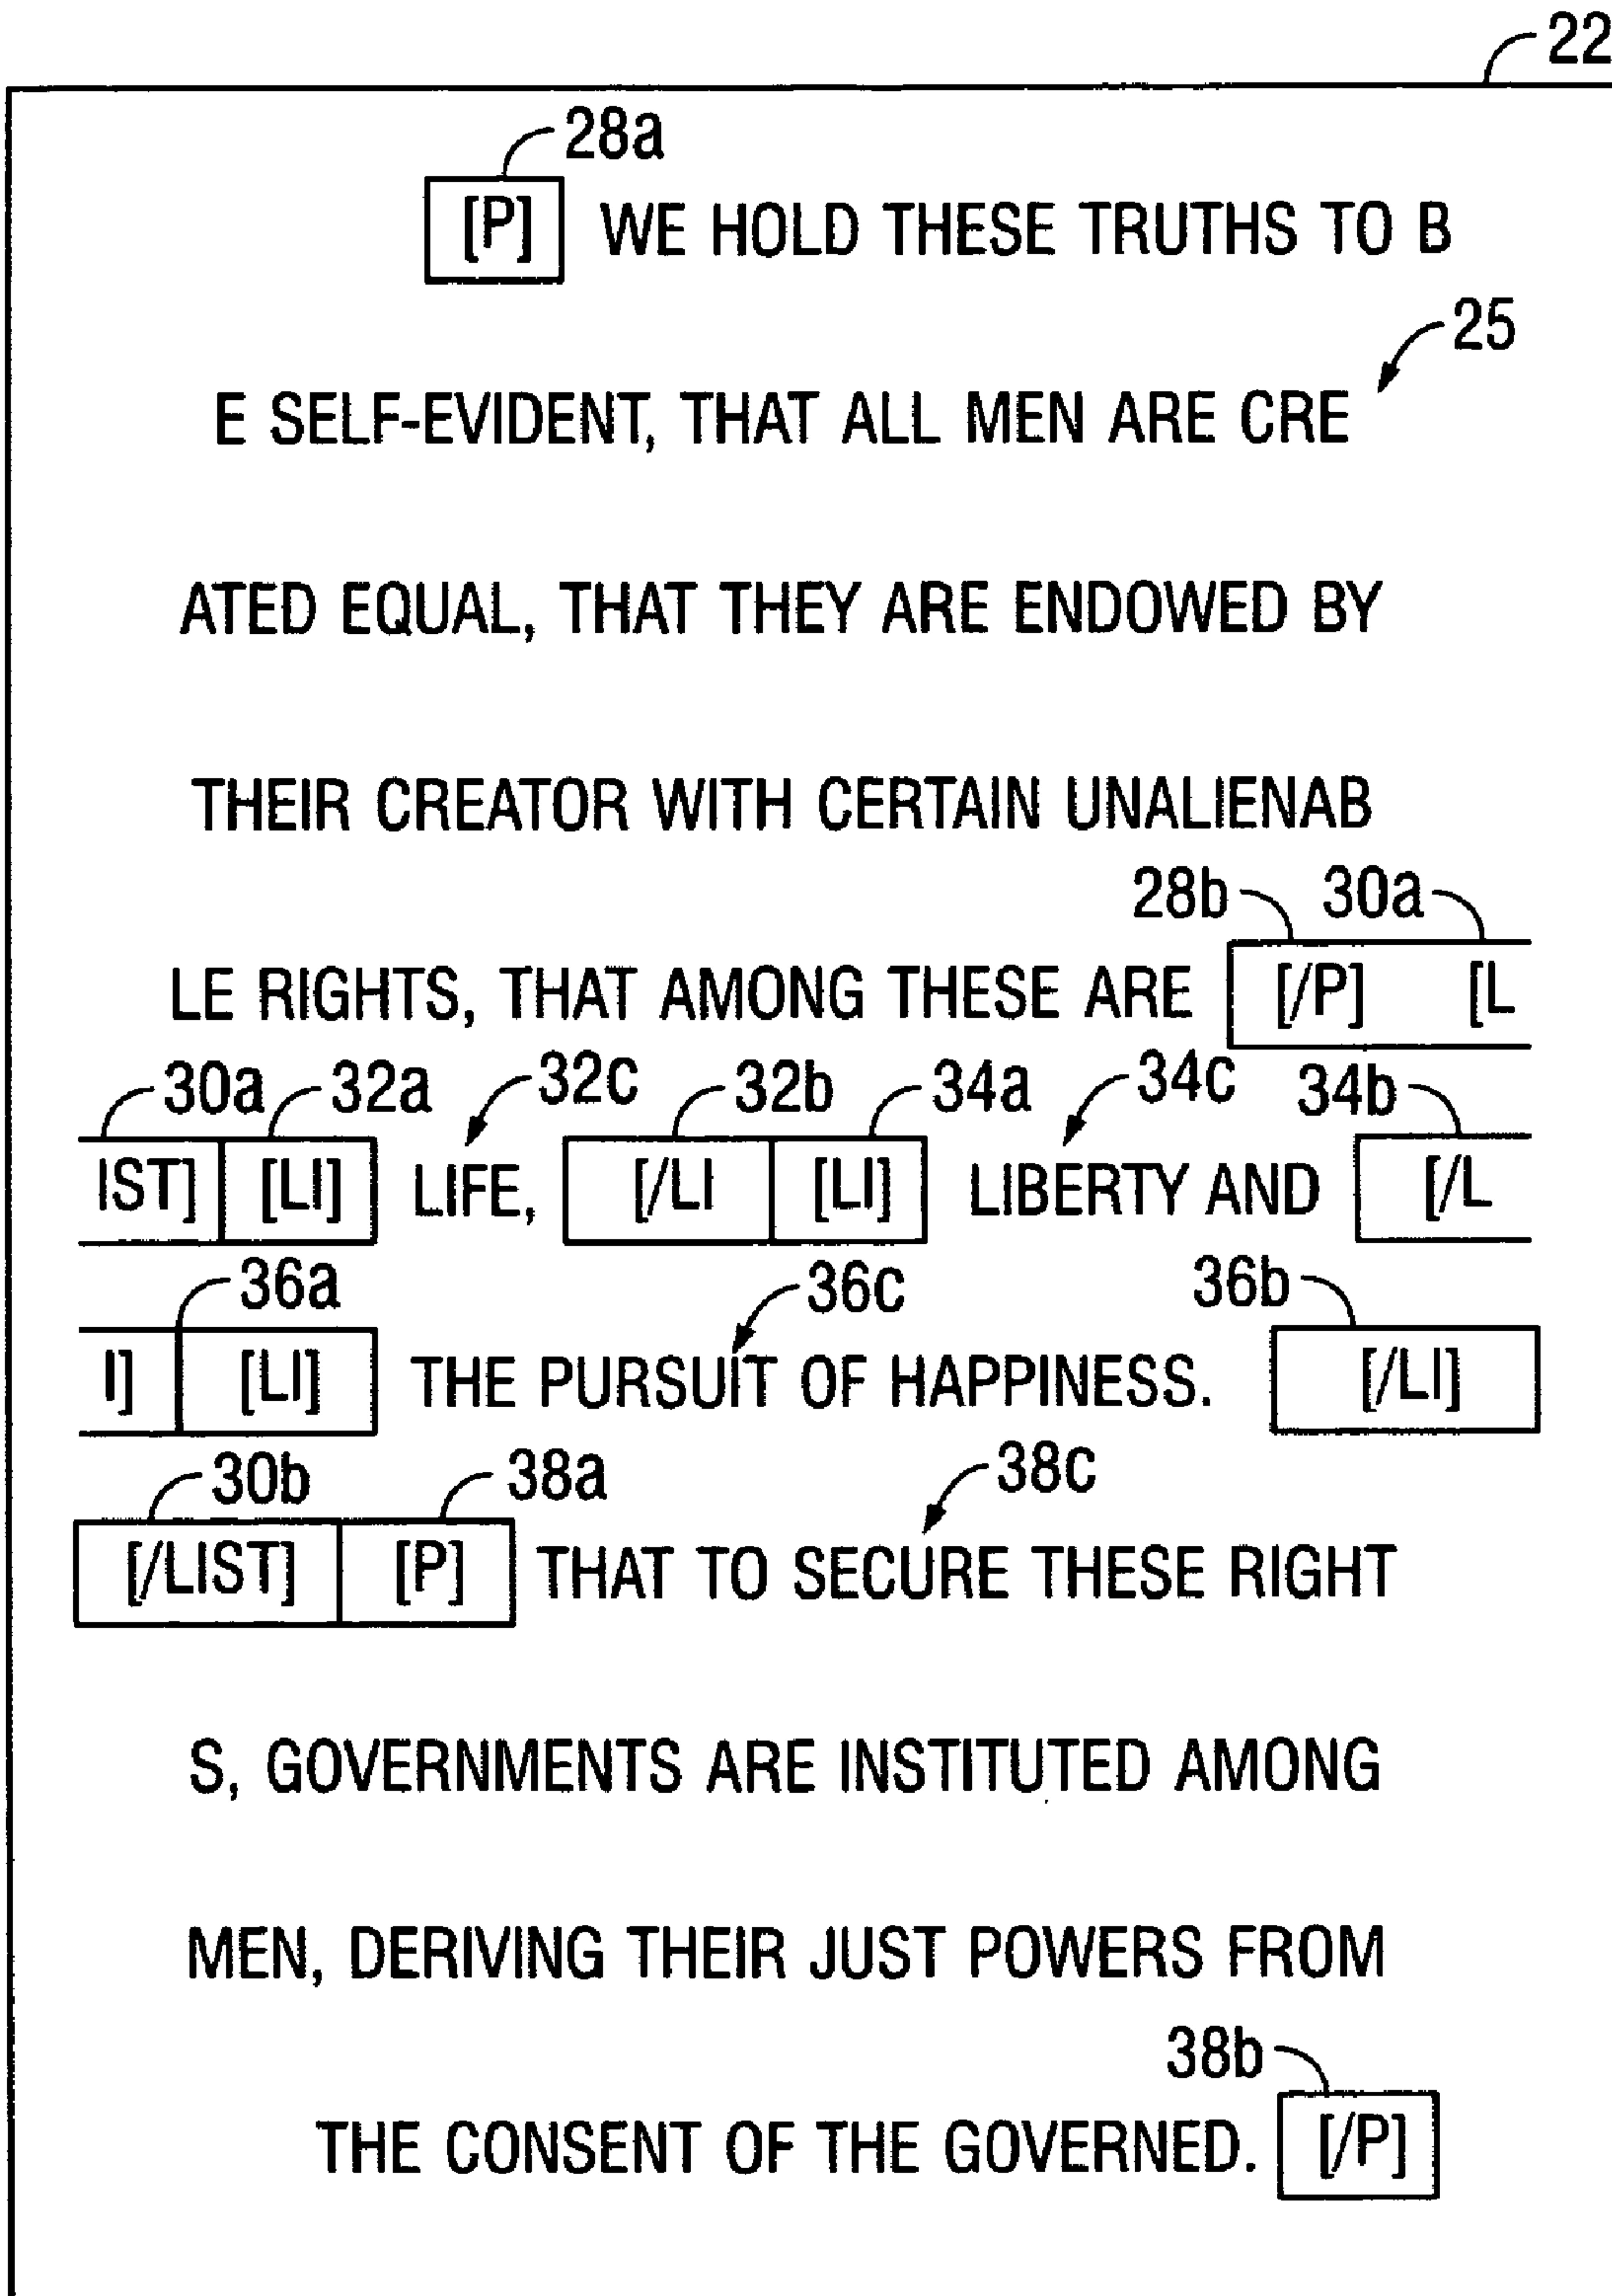 22
28a
[P] WE HOLD THESE TRUTHS TO B
25
E SELF-EVIDENT, THAT ALL MEN ARE CRE
ATED EQUAL, THAT THEY ARE ENDOWED BY
THEIR CREATOR WITH CERTAIN UNALIENAB
28b 30a
LE RIGHTS, THAT AMONG THESE ARE [/P] [L
30a 32a 32c 32b 34a 34c 34b
IST] [LI] LIFE, [/LI [LI] LIBERTY AND [/L
36a 36c 36b
I] [LI] THE PURSUIT OF HAPPINESS. [/LI]
30b 38a 38c
[/LIST] [P] THAT TO SECURE THESE RIGHT
S, GOVERNMENTS ARE INSTITUTED AMONG
MEN, DERIVING THEIR JUST POWERS FROM
38b
THE CONSENT OF THE GOVERNED. [/P]